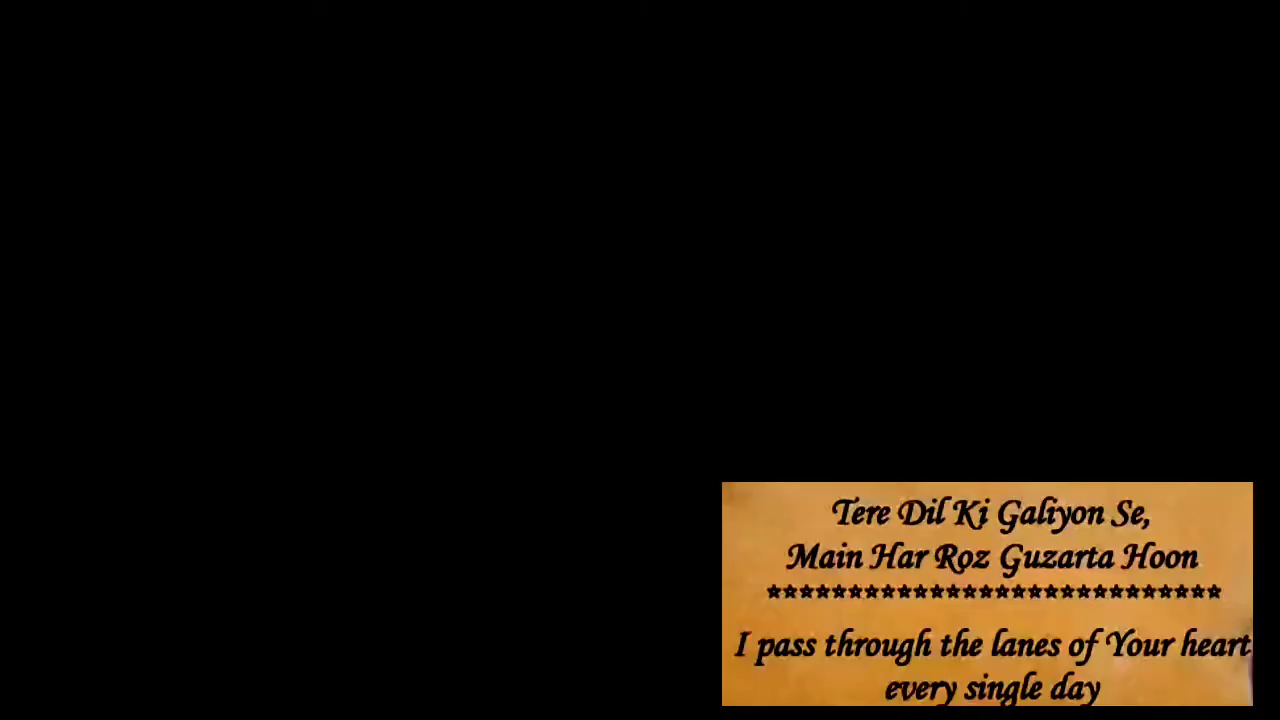 Tere Dil Ki Galiyon Se,
Main Har Roz Guzarta Hoon
****************************
I pass through the lanes of Your heart
every single day